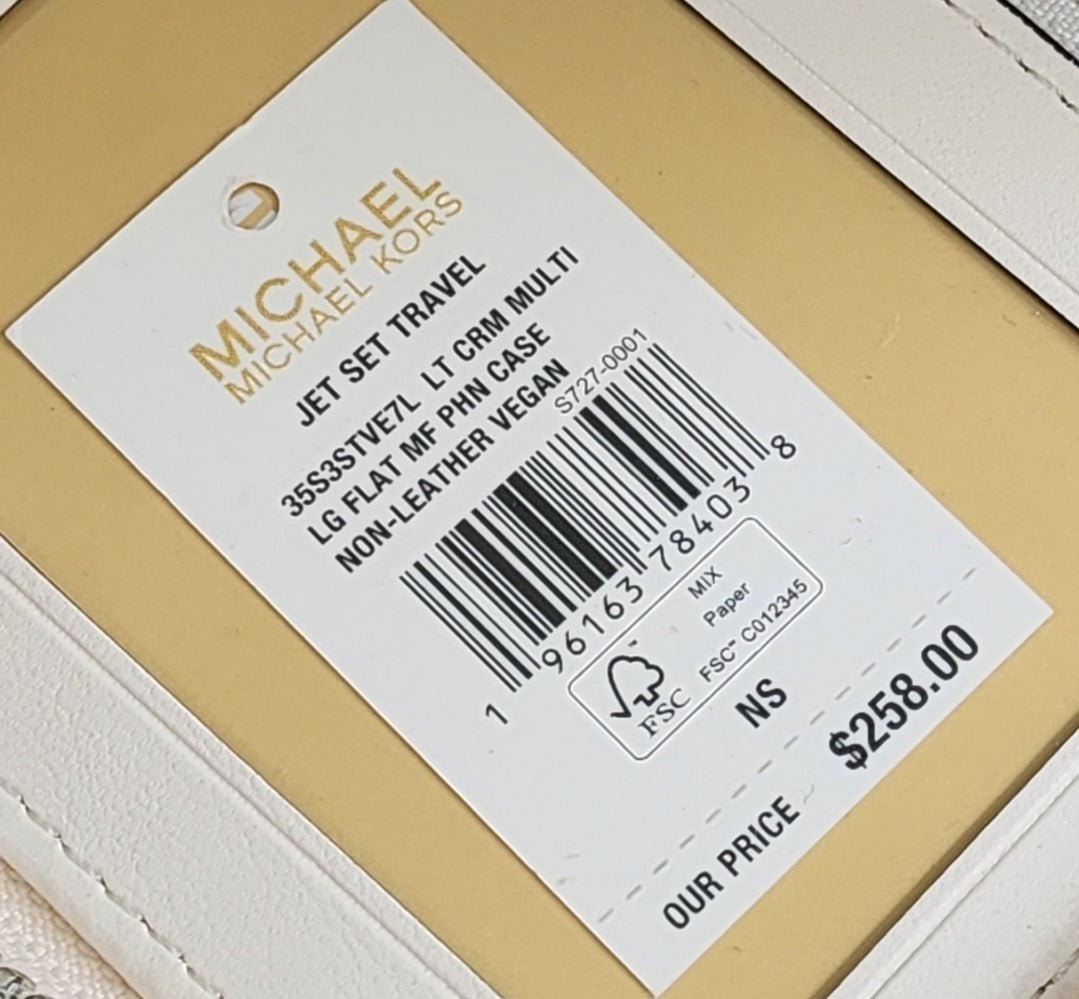 MICHAEL
MICHAEL KORS
JET SET TRAVEL
35S3STVE7L LT CRM MULTI
LG FLAT MF PHN CASE
NON-LEATHER VEGAN
S727-0001
1 96163 78403 8
MIX
Paper
FSC™ C012345
FSC
NS
OUR PRICE $258.00